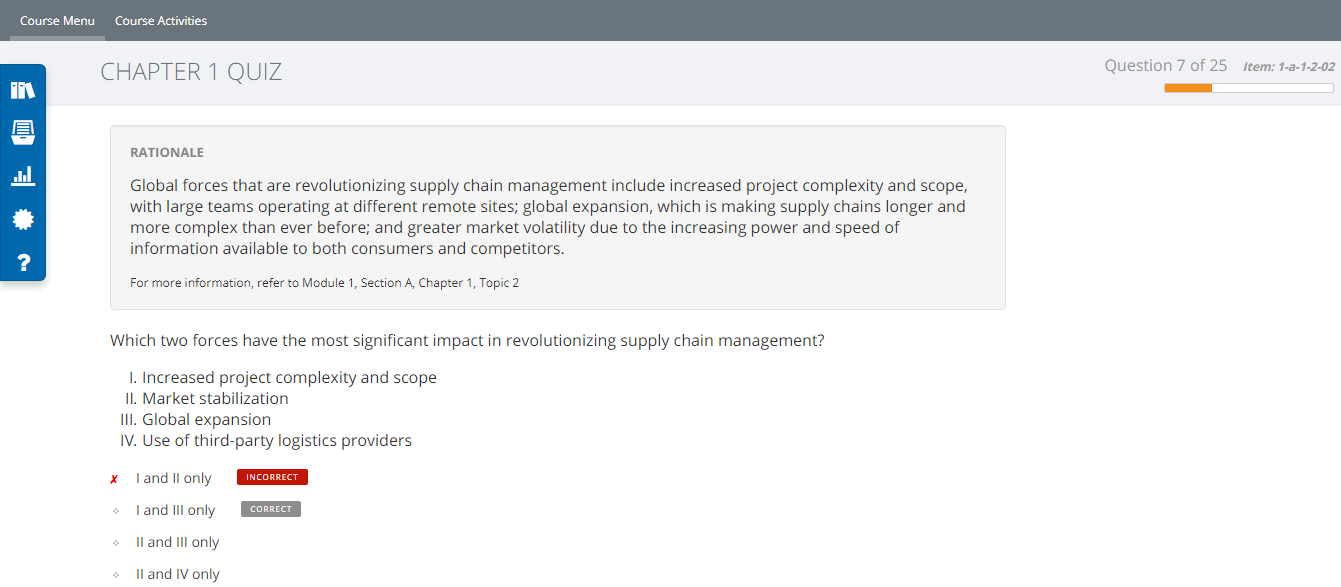 Course Menu Course Activities
CHAPTER 1 QUIZ
Question 7 of 25 Item: 1-a-1-2-02
?
RATIONALE
Global forces that are revolutionizing supply chain management include increased project complexity and scope,
with large teams operating at different remote sites; global expansion, which is making supply chains longer and
more complex than ever before; and greater market volatility due to the increasing power and speed of
information available to both consumers and competitors.
For more information, refer to Module 1, Section A, Chapter 1, Topic 2
Which two forces have the most significant impact in revolutionizing supply chain management?
I. Increased project complexity and scope
II. Market stabilization
III. Global expansion
IV. Use of third-party logistics providers
✗ I and II only INCORRECT
I and III only CORRECT
II and III only
II and IV only